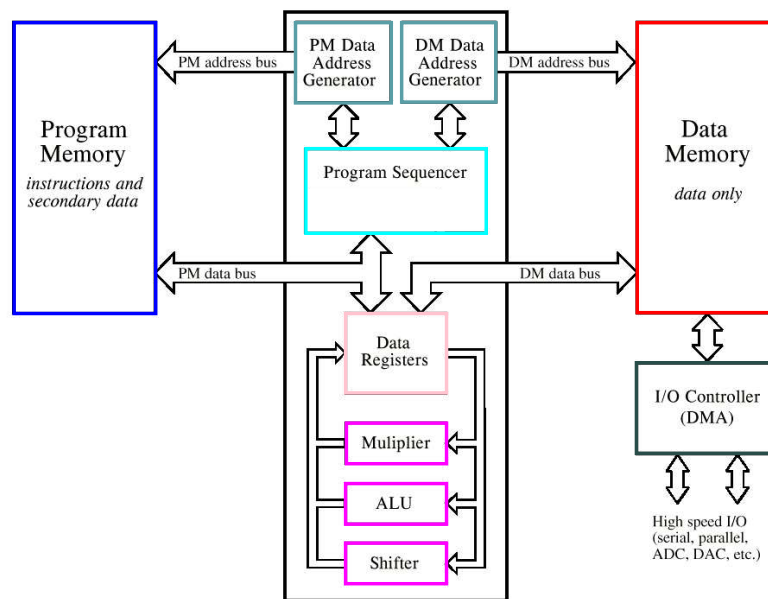 PM Data
Address
Generator
DM Data
Address
Generator
PM address bus
DM address bus
Program
Memory
instructions and
secondary data
Program Sequencer
Data
Memory
data only
PM data bus
DM data bus
Data
Registers
Muliplier
ALU
Shifter
I/O Controller
(DMA)
High speed I/O
(serial, parallel,
ADC, DAC, etc.)